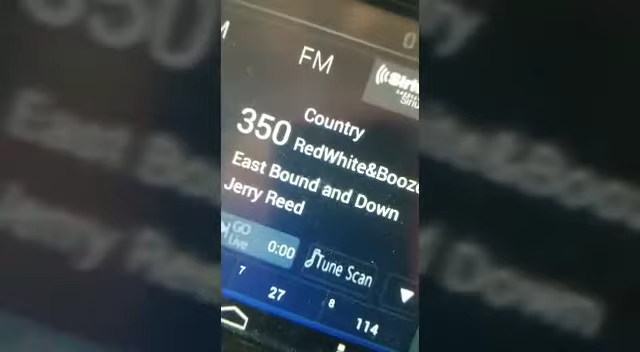 FM
Country
350 RedWhite&Booze
East Bound and Down
Jerry Reed
GO
Live
0:00
Tune Scan
7
27
8
114